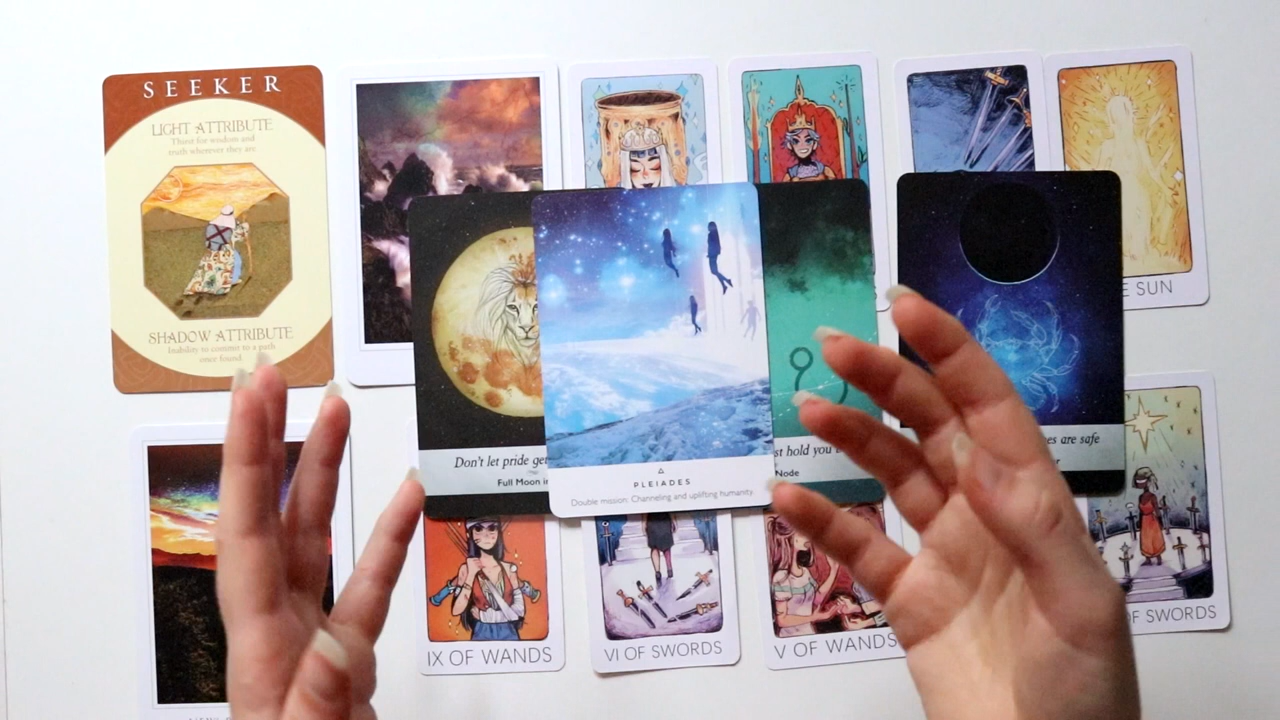 SEEKER
LIGHT ATTRIBUTE
Thirst for wisdom and
truth wherever they are
SHADOW ATTRIBUTE
Inability to commit to a path
once found
E SUN
Don't let pride get
Full Moon in
PLEIADES
Double mission: Channeling and uplifting humanity
st hold you
Node
es are safe
IX OF WANDS
VI OF SWORDS
V OF WANDS
OF SWORDS